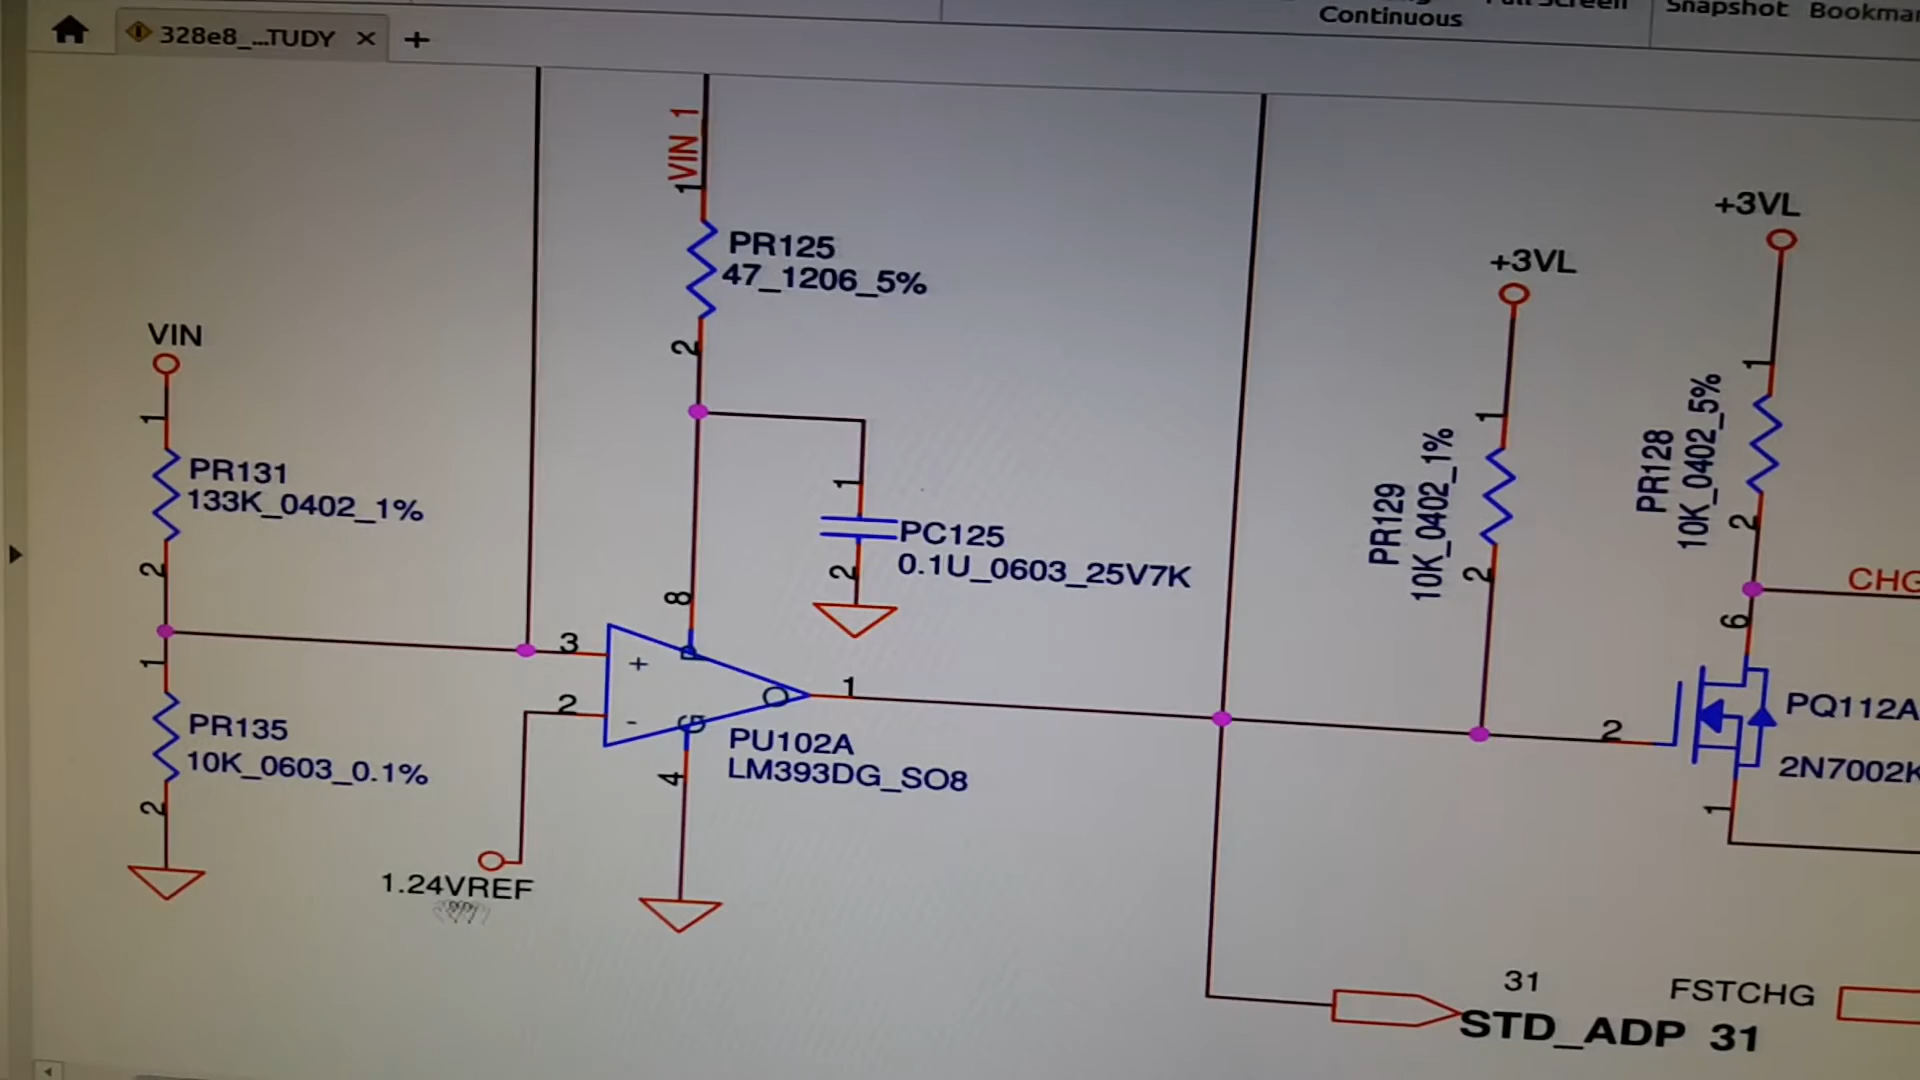 Continuous
Snapshot
328e8_...TUDY
VIN_1
1
PR125
47_1206_5%
2
+3VL
+3VL
VIN
1
PR131
133K_0402_1%
2
1
PC125
0.1U_0603_25V7K
2
1
PR129
10K_0402_1%
2
1
PR128
10K_0402_5%
2
8
P
3
+
2
-
O
G
1
4
PU102A
LM393DG_SO8
1
PR135
10K_0603_0.1%
2
1.24VREF
6
2
PQ112A
2N7002K
1
31
STD_ADP 31
FSTCHG